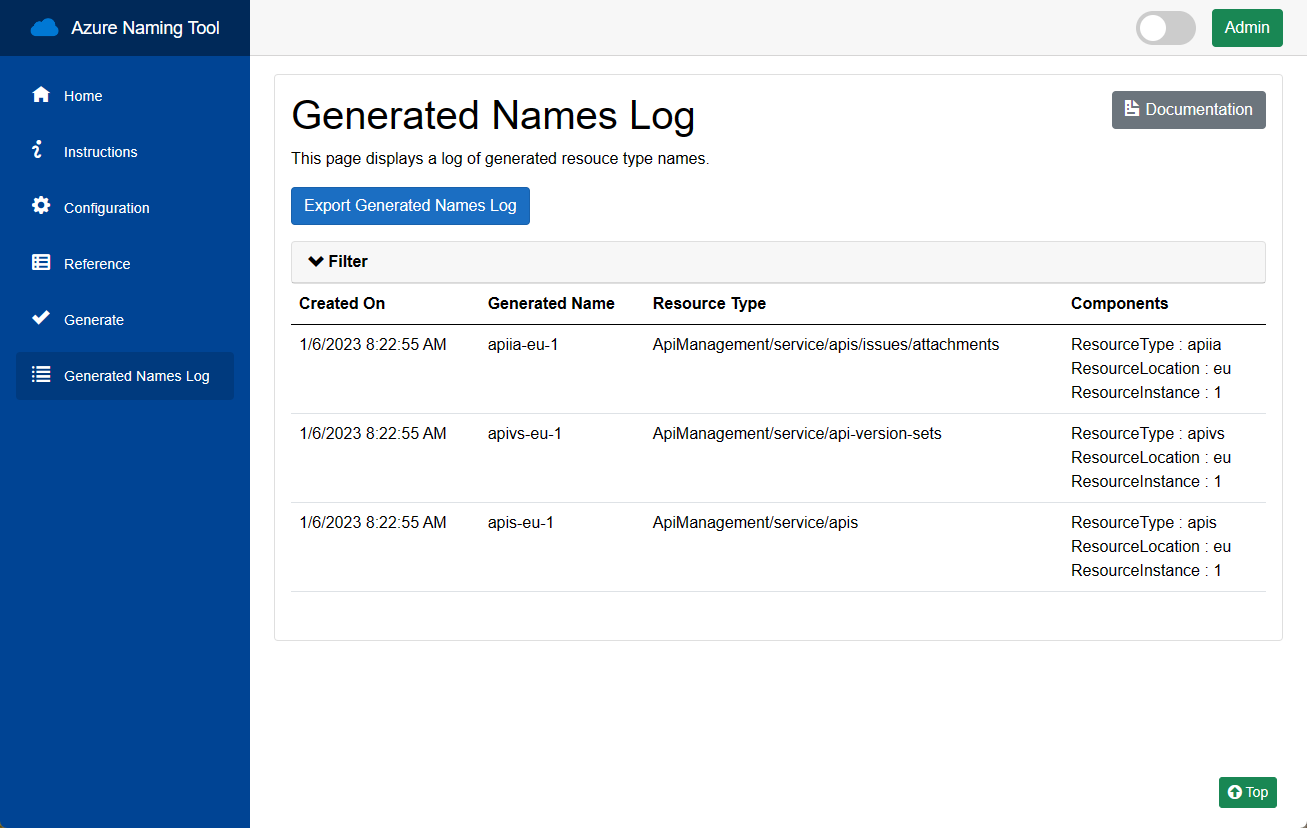 Azure Naming Tool
Admin
Home
Instructions
Configuration
Reference
Generate
Generated Names Log
Generated Names Log
Documentation
This page displays a log of generated resouce type names.
Export Generated Names Log
Filter
Created On Generated Name Resource Type Components
1/6/2023 8:22:55 AM apiia-eu-1 ApiManagement/service/apis/issues/attachments ResourceType : apiia
ResourceLocation : eu
ResourceInstance : 1
1/6/2023 8:22:55 AM apivs-eu-1 ApiManagement/service/api-version-sets ResourceType : apivs
ResourceLocation : eu
ResourceInstance : 1
1/6/2023 8:22:55 AM apis-eu-1 ApiManagement/service/apis ResourceType : apis
ResourceLocation : eu
ResourceInstance : 1
Top